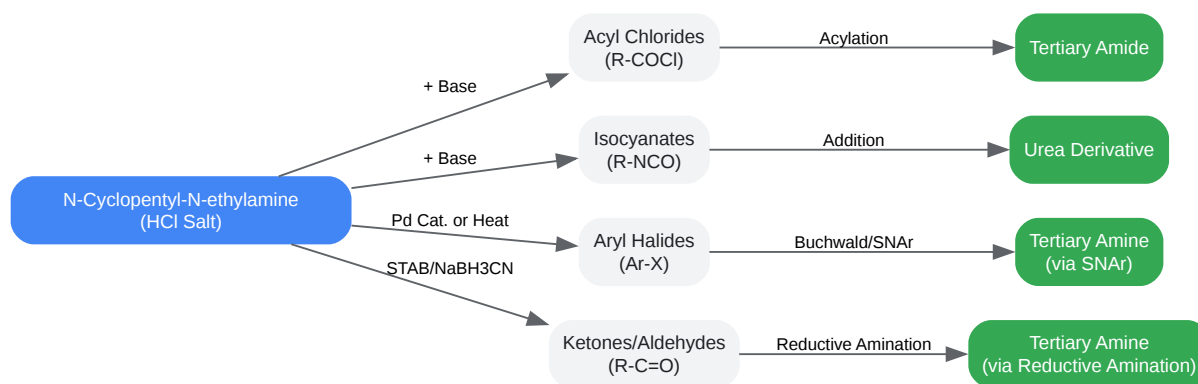 Acyl Chlorides
(R-COCl)
Acylation
Tertiary Amide
+ Base
Isocyanates
(R-NCO)
Addition
Urea Derivative
+ Base
N-Cyclopentyl-N-ethylamine
(HCl Salt)
Pd Cat. or Heat
Aryl Halides
(Ar-X)
Buchwald/SNAr
Tertiary Amine
(via SNAr)
STAB/NaBH3CN
Ketones/Aldehydes
(R-C=O)
Reductive Amination
Tertiary Amine
(via Reductive Amination)